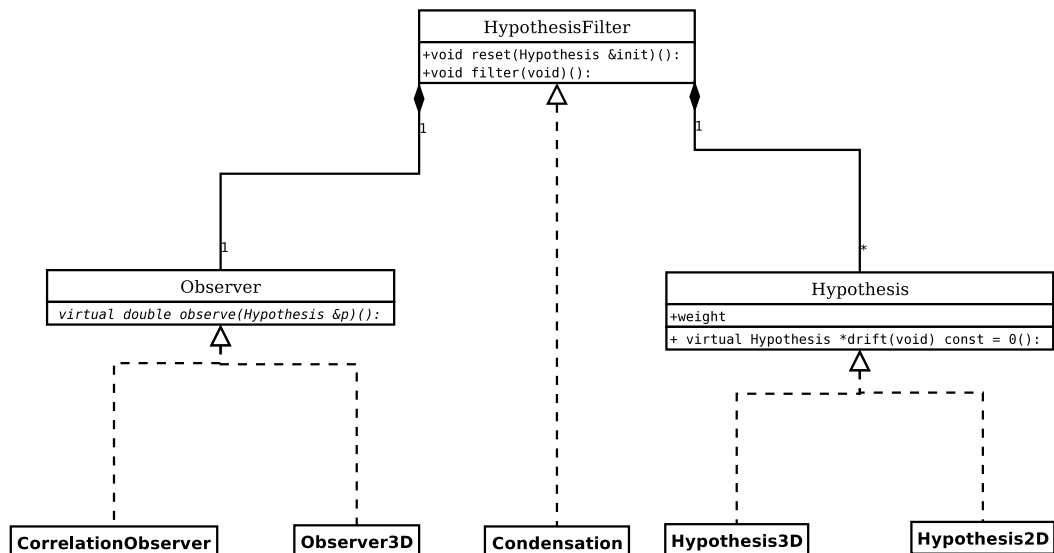 HypothesisFilter
+void reset(Hypothesis &init)():
+void filter(void)():
1
1
1
*
Observer
virtual double observe(Hypothesis &p)():
Hypothesis
+weight
+ virtual Hypothesis *drift(void) const = 0():
CorrelationObserver
Observer3D
Condensation
Hypothesis3D
Hypothesis2D